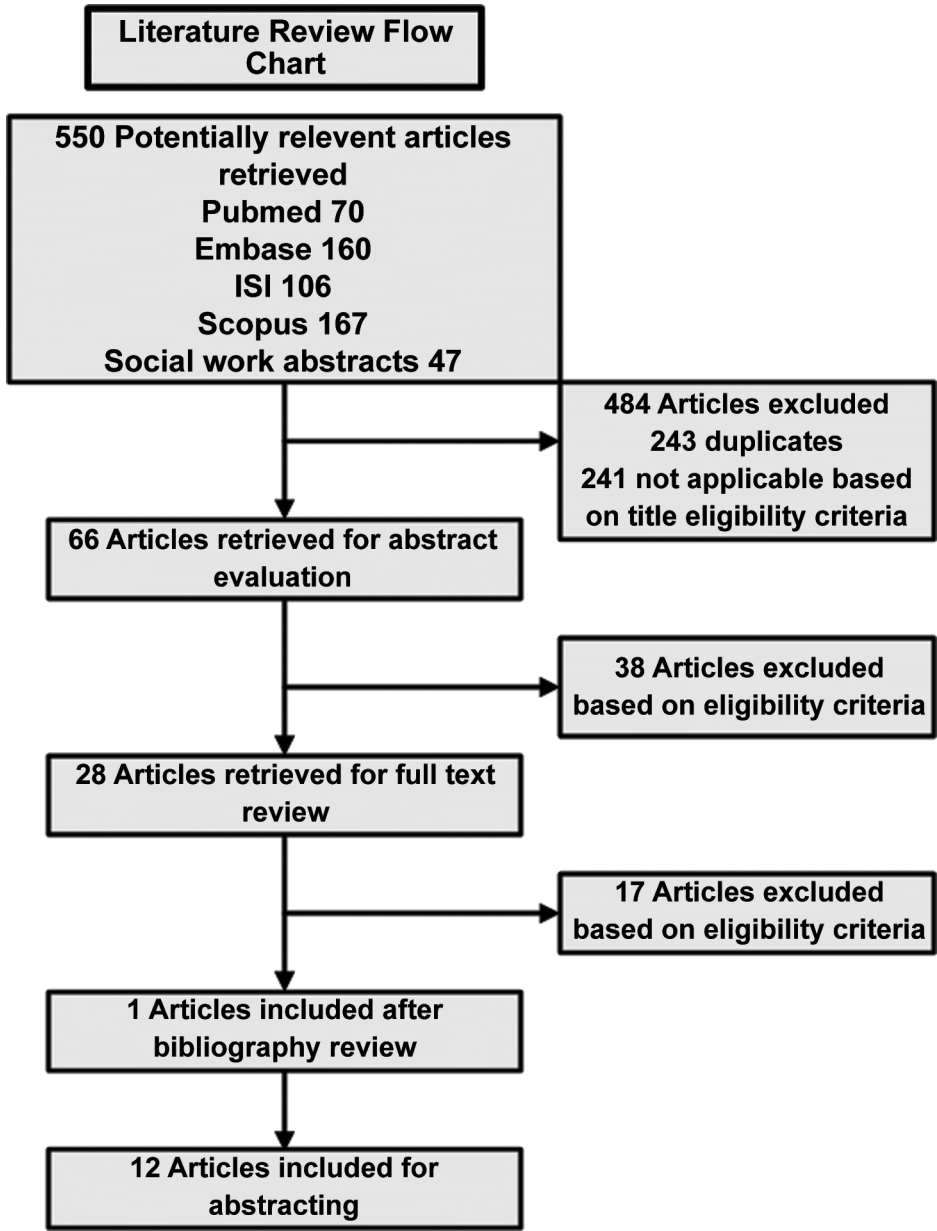 Literature Review Flow
Chart
550 Potentially relevent articles
retrieved
Pubmed 70
Embase 160
ISI 106
Scopus 167
Social work abstracts 47
484 Articles excluded
243 duplicates
241 not applicable based
on title eligibility criteria
66 Articles retrieved for abstract
evaluation
38 Articles excluded
based on eligibility criteria
28 Articles retrieved for full text
review
17 Articles excluded
based on eligibility criteria
1 Articles included after
bibliography review
12 Articles included for
abstracting